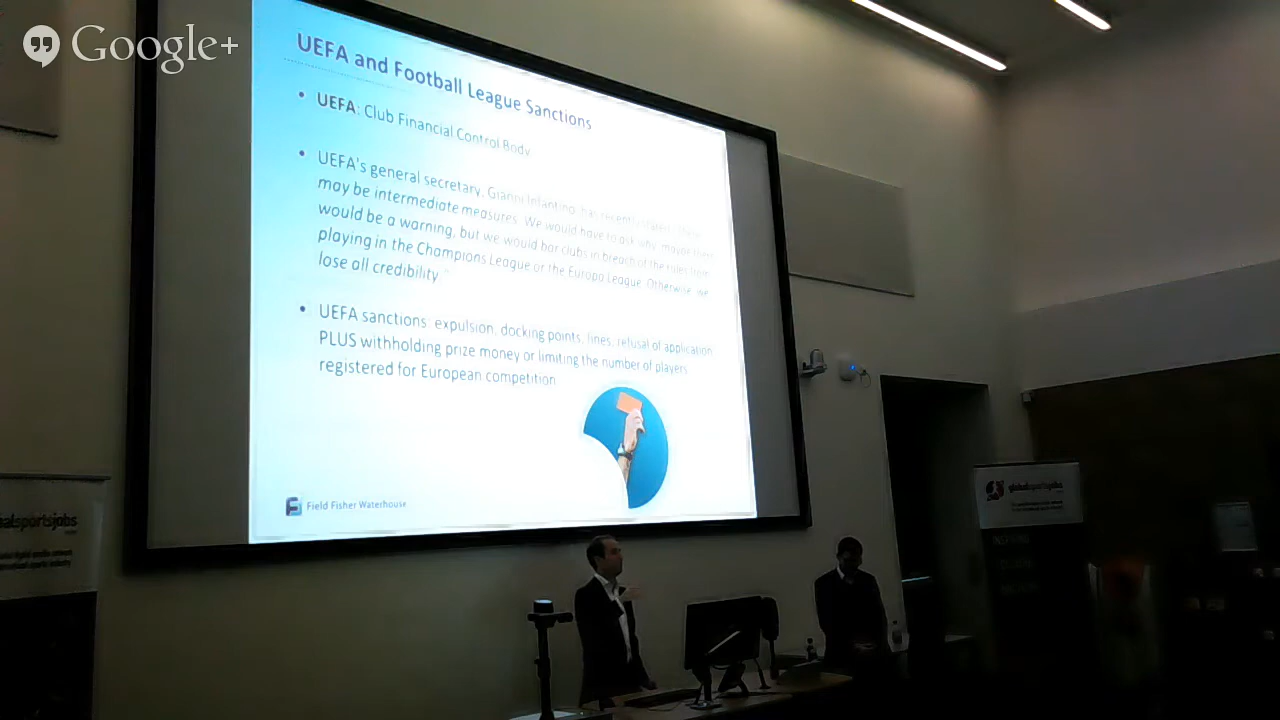 Google+
UEFA and Football League Sanctions
• UEFA: Club Financial Control Body
• UEFA's general secretary, Gianni Infantino, has recently stated
may be intermediate measures. We would have to ask why, maybe there
would be a warning, but we would bar clubs in breach of the rules from
playing in the Champions League or the Europa League. Otherwise, we
lose all credibility."
• UEFA sanctions: expulsion, docking points, fines, refusal of application
PLUS withholding prize money or limiting the number of players
registered for European competition
Field Fisher Waterhouse
alsportsjobs
globalsportsjobs